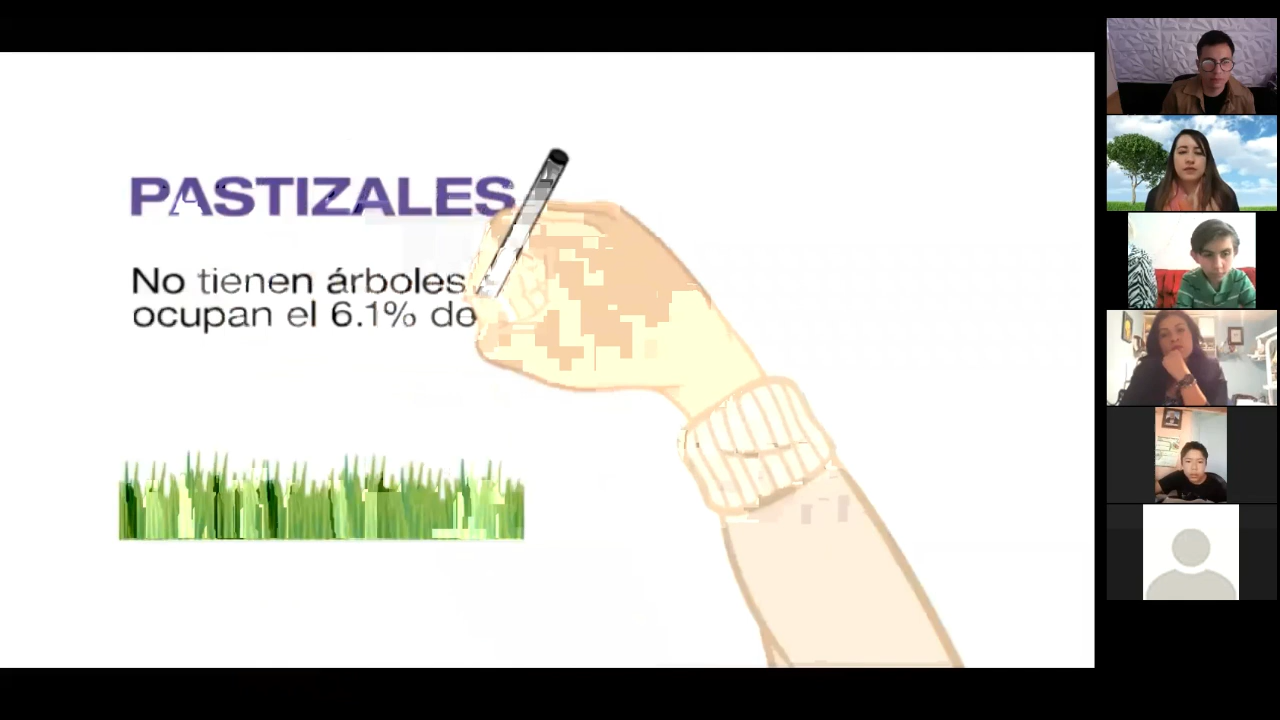 PASTIZALES
No tienen árboles
ocupan el 6.1% de